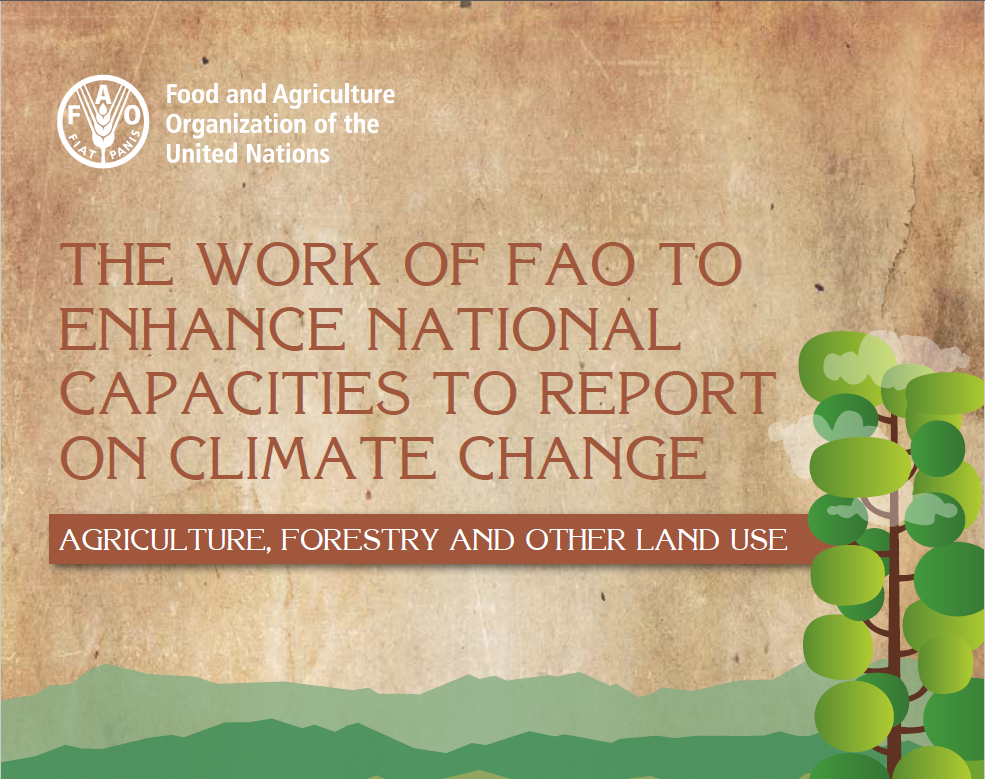 F A O
FIAT PANIS
Food and Agriculture
Organization of the
United Nations
THE WORK OF FAO TO
ENHANCE NATIONAL
CAPACITIES TO REPORT
ON CLIMATE CHANGE
AGRICULTURE, FORESTRY AND OTHER LAND USE